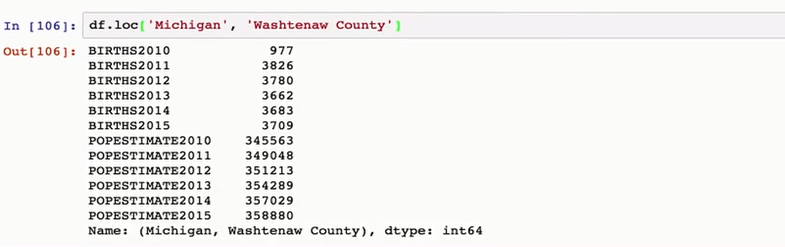 In [106]: df.loc['Michigan', 'Washtenaw County']
Out[106]: BIRTHS2010 977
BIRTHS2011 3826
BIRTHS2012 3780
BIRTHS2013 3662
BIRTHS2014 3683
BIRTHS2015 3709
POPESTIMATE2010 345563
POPESTIMATE2011 349048
POPESTIMATE2012 351213
POPESTIMATE2013 354289
POPESTIMATE2014 357029
POPESTIMATE2015 358880
Name: (Michigan, Washtenaw County), dtype: int64